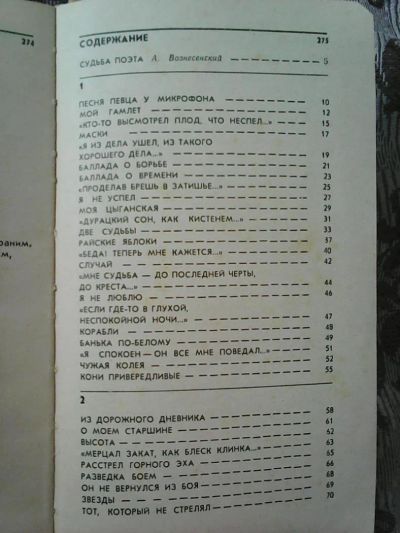 274
раним,
м,
СОДЕРЖАНИЕ 275
СУДЬБА ПОЭТА А. Вознесенский 5
1
ПЕСНЯ ПЕВЦА У МИКРОФОНА 10
МОЙ ГАМЛЕТ 12
«КТО-ТО ВЫСМОТРЕЛ ПЛОД, ЧТО НЕСПЕЛ...» 15
МАСКИ 17
«Я ИЗ ДЕЛА УШЕЛ, ИЗ ТАКОГО
ХОРОШЕГО ДЕЛА...» 19
БАЛЛАДА О БОРЬБЕ 21
БАЛЛАДА О ВРЕМЕНИ 23
«ПРОДЕЛАВ БРЕШЬ В ЗАТИШЬЕ...» 25
Я НЕ УСПЕЛ 27
МОЯ ЦЫГАНСКАЯ 29
«ДУРАЦКИЙ СОН, КАК КИСТЕНЕМ...» 31
ДВЕ СУДЬБЫ 33
РАЙСКИЕ ЯБЛОКИ 37
«БЕДА! ТЕПЕРЬ МНЕ КАЖЕТСЯ...» 40
СЛУЧАЙ 42
«МНЕ СУДЬБА — ДО ПОСЛЕДНЕЙ ЧЕРТЫ,
ДО КРЕСТА...» 44
Я НЕ ЛЮБЛЮ 46
«ЕСЛИ ГДЕ-ТО В ГЛУХОЙ,
НЕСПОКОЙНОЙ НОЧИ...» 47
КОРАБЛИ 48
БАНЬКА ПО-БЕЛОМУ 49
«Я СПОКОЕН — ОН ВСЕ МНЕ ПОВЕДАЛ...» 51
ЧУЖАЯ КОЛЕЯ 52
КОНИ ПРИВЕРЕДЛИВЫЕ 55
2
ИЗ ДОРОЖНОГО ДНЕВНИКА 58
О МОЕМ СТАРШИНЕ 61
ВЫСОТА 62
«МЕРЦАЛ ЗАКАТ, КАК БЛЕСК КЛИНКА...» 63
РАССТРЕЛ ГОРНОГО ЭХА 65
РАЗВЕДКА БОЕМ 66
ОН НЕ ВЕРНУЛСЯ ИЗ БОЯ 68
ЗВЕЗДЫ 69
ТОТ, КОТОРЫЙ НЕ СТРЕЛЯЛ 70